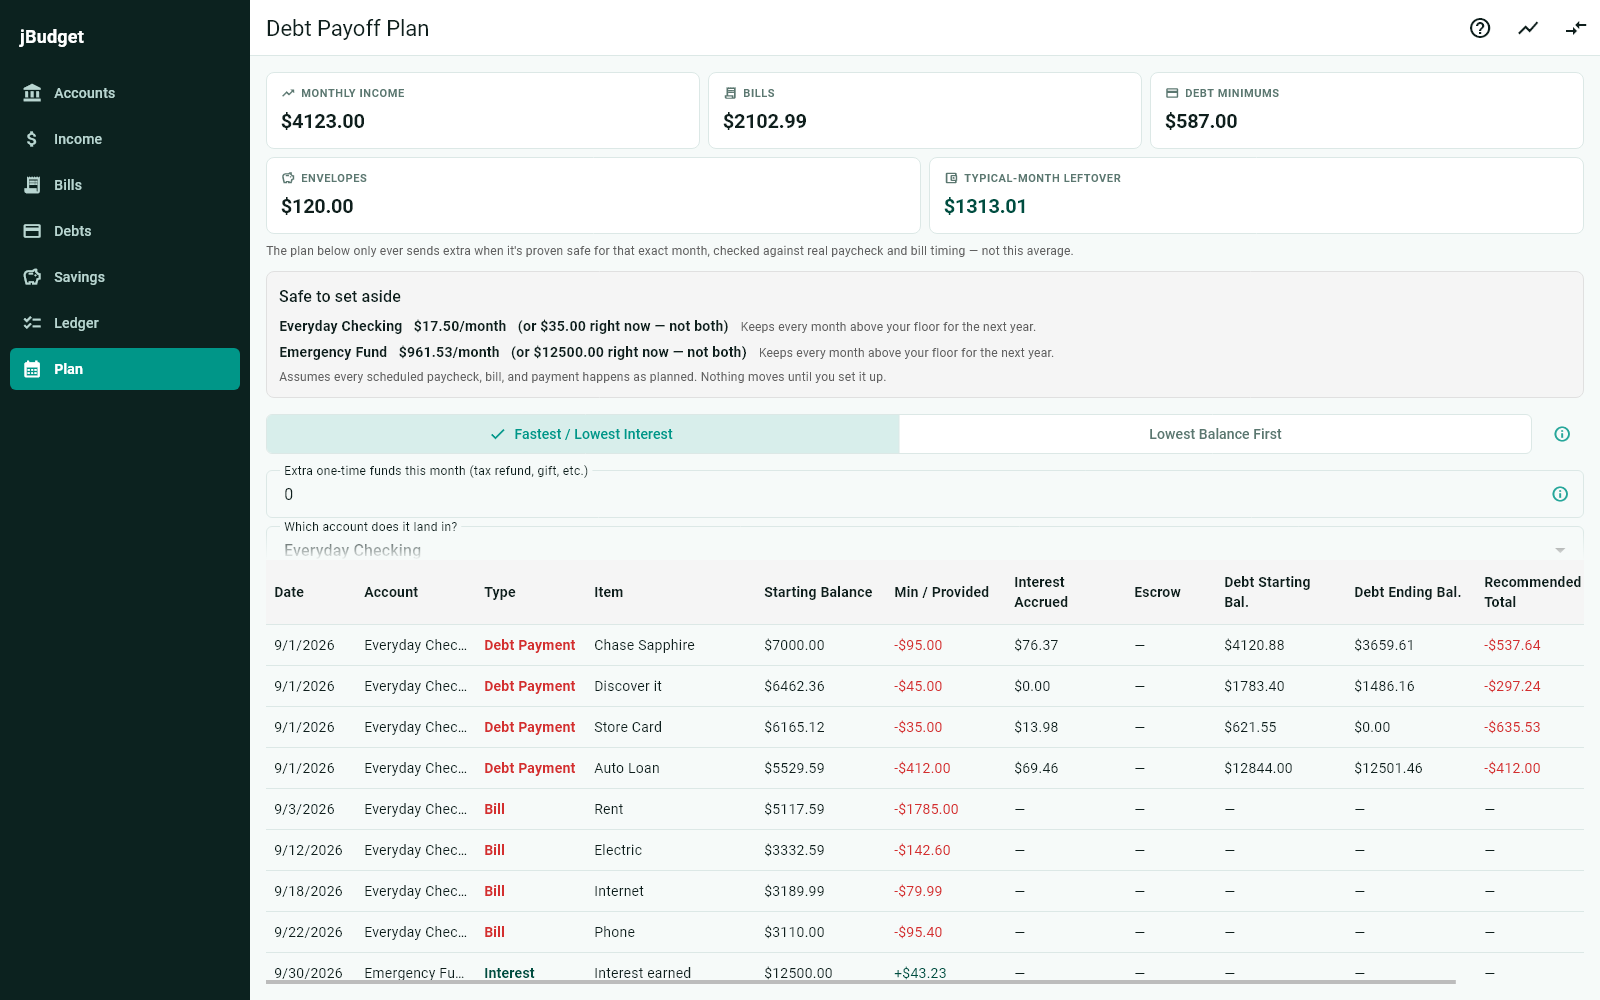 jBudget
Accounts
Income
Bills
Debts
Savings
Ledger
Plan
Debt Payoff Plan
MONTHLY INCOME
$4123.00
BILLS
$2102.99
DEBT MINIMUMS
$587.00
ENVELOPES
$120.00
TYPICAL-MONTH LEFTOVER
$1313.01
The plan below only ever sends extra when it's proven safe for that exact month, checked against real paycheck and bill timing — not this average.
Safe to set aside
Everyday Checking $17.50/month (or $35.00 right now — not both) Keeps every month above your floor for the next year.
Emergency Fund $961.53/month (or $12500.00 right now — not both) Keeps every month above your floor for the next year.
Assumes every scheduled paycheck, bill, and payment happens as planned. Nothing moves until you set it up.
Fastest / Lowest Interest
Lowest Balance First
Extra one-time funds this month (tax refund, gift, etc.)
0
Which account does it land in?
Everyday Checking
Date Account Type Item Starting Balance Min / Provided Interest Accrued Escrow Debt Starting Bal. Debt Ending Bal. Recommended Total
9/1/2026 Everyday Chec... Debt Payment Chase Sapphire $7000.00 -$95.00 $76.37 — $4120.88 $3659.61 -$537.64
9/1/2026 Everyday Chec... Debt Payment Discover it $6462.36 -$45.00 $0.00 — $1783.40 $1486.16 -$297.24
9/1/2026 Everyday Chec... Debt Payment Store Card $6165.12 -$35.00 $13.98 — $621.55 $0.00 -$635.53
9/1/2026 Everyday Chec... Debt Payment Auto Loan $5529.59 -$412.00 $69.46 — $12844.00 $12501.46 -$412.00
9/3/2026 Everyday Chec... Bill Rent $5117.59 -$1785.00 — — — — —
9/12/2026 Everyday Chec... Bill Electric $3332.59 -$142.60 — — — — —
9/18/2026 Everyday Chec... Bill Internet $3189.99 -$79.99 — — — — —
9/22/2026 Everyday Chec... Bill Phone $3110.00 -$95.40 — — — — —
9/30/2026 Emergency Fu... Interest Interest earned $12500.00 +$43.23 — — — — —